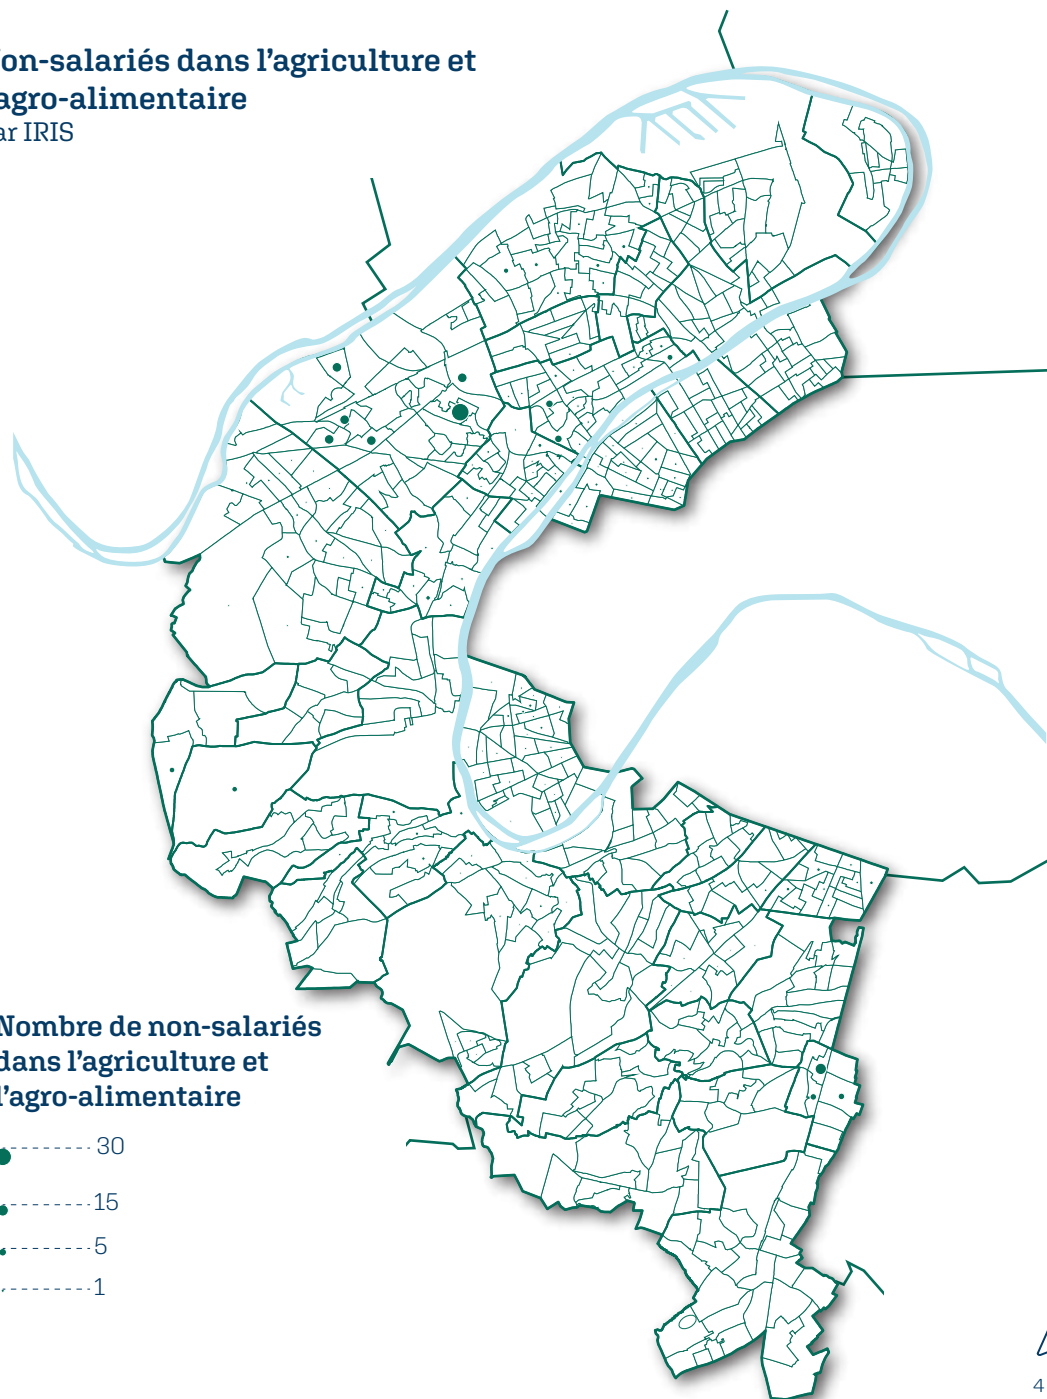 on-salariés dans l'agriculture et
agro-alimentaire
ar IRIS
Nombre de non-salariés
dans l'agriculture et
l'agro-alimentaire
30
15
5
1
4